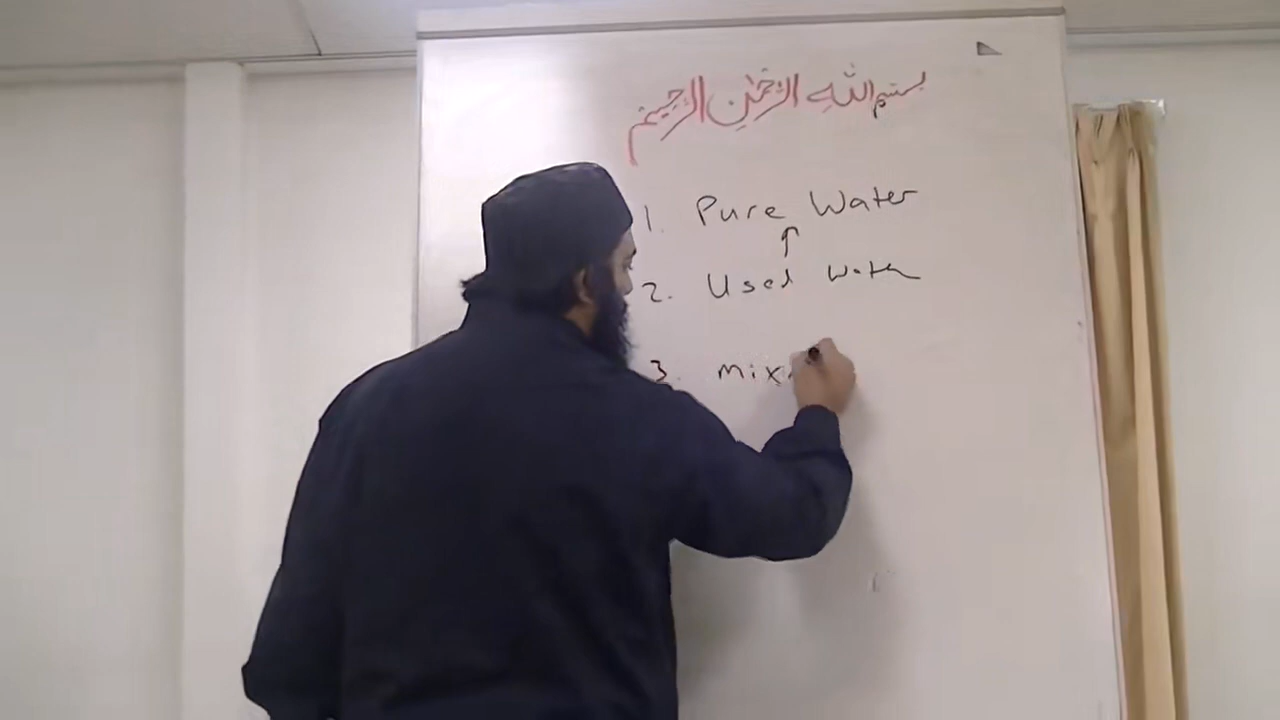 بسم الله الرحمن الرحيم
1. Pure Water
2. Used Water
3. mix